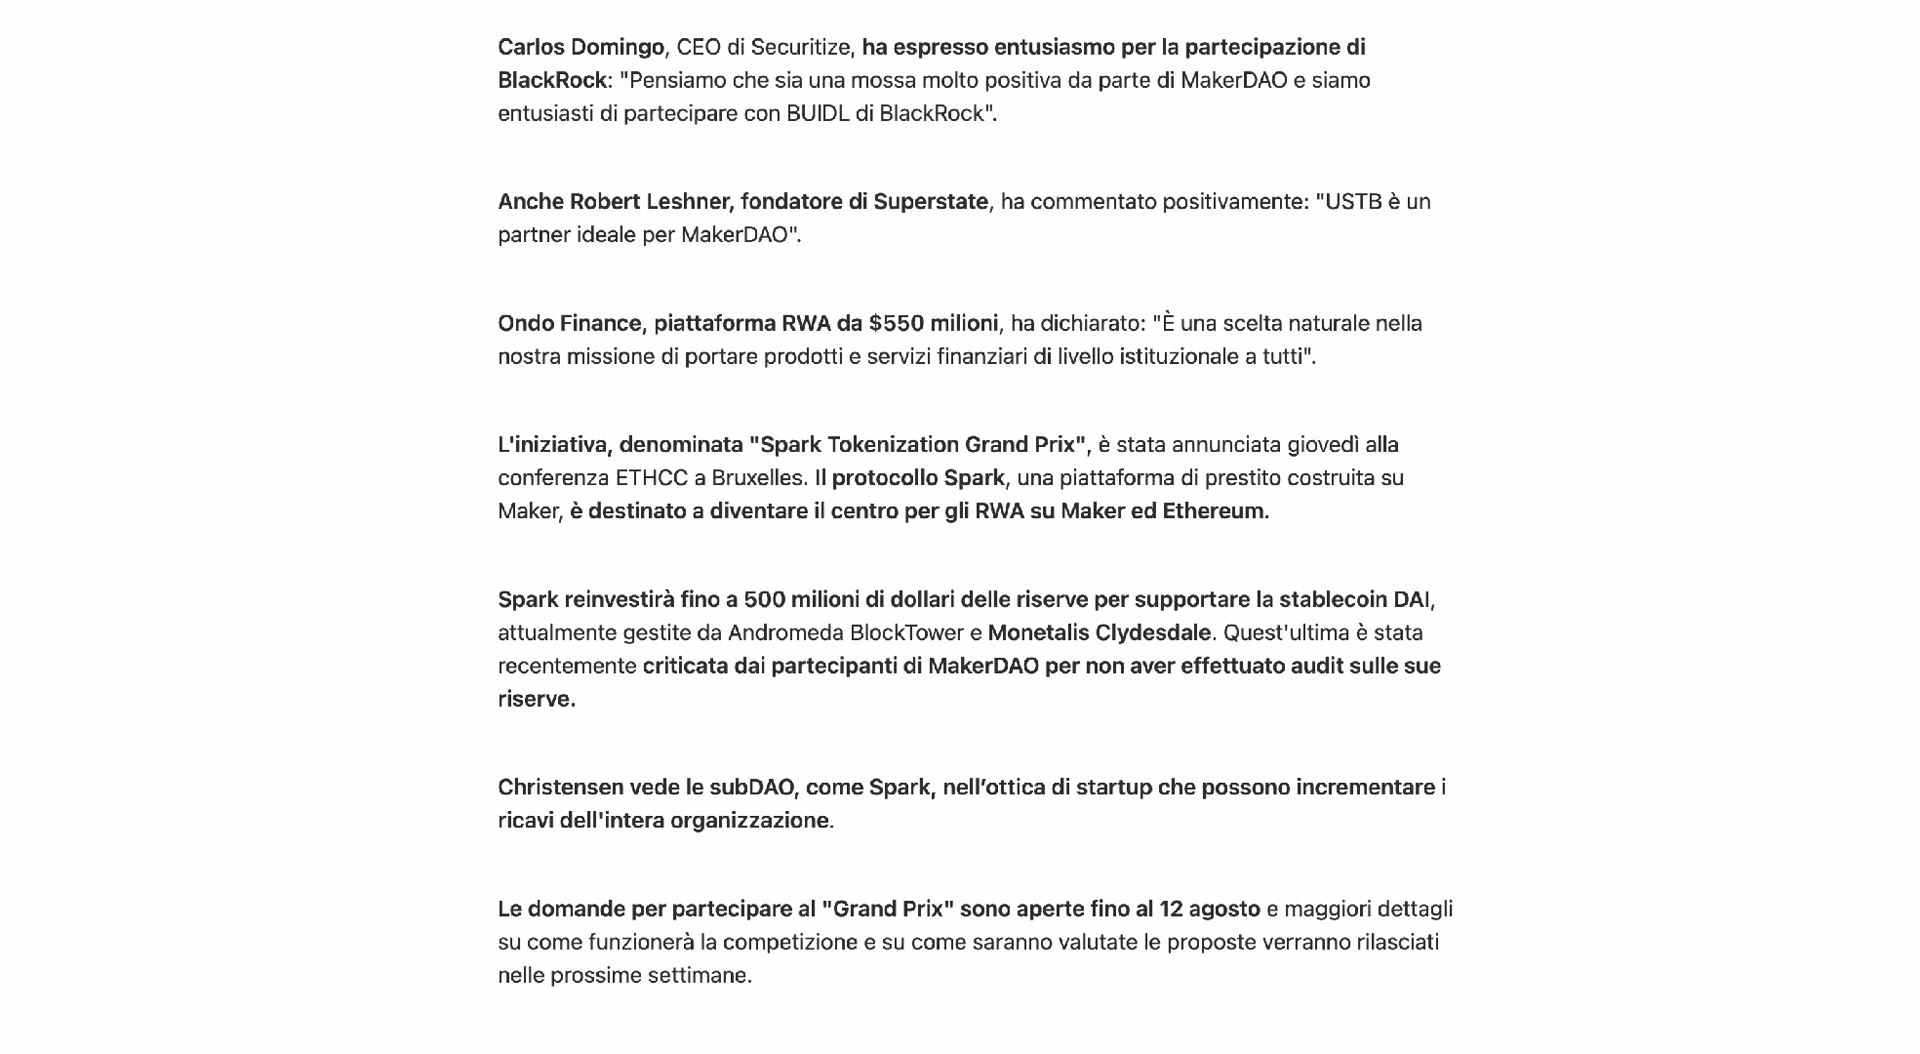 Carlos Domingo, CEO di Securitize, ha espresso entusiasmo per la partecipazione di
BlackRock: "Pensiamo che sia una mossa molto positiva da parte di MakerDAO e siamo
entusiasti di partecipare con BUIDL di BlackRock".
Anche Robert Leshner, fondatore di Superstate, ha commentato positivamente: "USTB è un
partner ideale per MakerDAO".
Ondo Finance, piattaforma RWA da $550 milioni, ha dichiarato: "È una scelta naturale nella
nostra missione di portare prodotti e servizi finanziari di livello istituzionale a tutti".
L'iniziativa, denominata "Spark Tokenization Grand Prix", è stata annunciata giovedì alla
conferenza ETHCC a Bruxelles. Il protocollo Spark, una piattaforma di prestito costruita su
Maker, è destinato a diventare il centro per gli RWA su Maker ed Ethereum.
Spark reinvestirà fino a 500 milioni di dollari delle riserve per supportare la stablecoin DAI,
attualmente gestite da Andromeda BlockTower e Monetalis Clydesdale. Quest'ultima è stata
recentemente criticata dai partecipanti di MakerDAO per non aver effettuato audit sulle sue
riserve.
Christensen vede le subDAO, come Spark, nell’ottica di startup che possono incrementare i
ricavi dell'intera organizzazione.
Le domande per partecipare al "Grand Prix" sono aperte fino al 12 agosto e maggiori dettagli
su come funzionerà la competizione e su come saranno valutate le proposte verranno rilasciati
nelle prossime settimane.